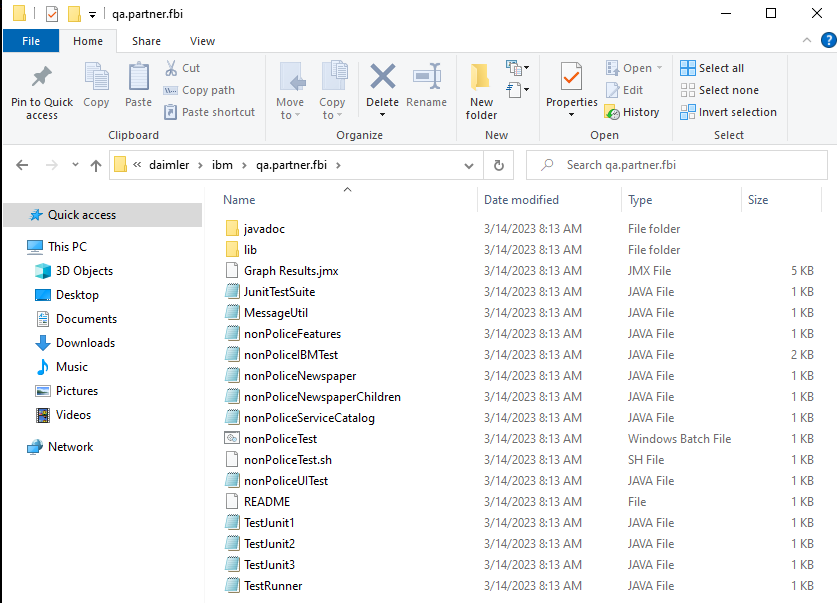 qa.partner.fbi
File Home Share View
Pin to Quick access
Copy
Paste
Cut
Copy path
Paste shortcut
Clipboard
Move to
Copy to
Delete
Rename
Organize
New folder
New
Properties
Open
Edit
History
Open
Select all
Select none
Invert selection
Select
« daimler › ibm › qa.partner.fbi ›
Search qa.partner.fbi
Quick access
This PC
3D Objects
Desktop
Documents
Downloads
Music
Pictures
Videos
Network
Name Date modified Type Size
javadoc 3/14/2023 8:13 AM File folder
lib 3/14/2023 8:13 AM File folder
Graph Results.jmx 3/14/2023 8:13 AM JMX File 5 KB
JunitTestSuite 3/14/2023 8:13 AM JAVA File 1 KB
MessageUtil 3/14/2023 8:13 AM JAVA File 1 KB
nonPoliceFeatures 3/14/2023 8:13 AM JAVA File 1 KB
nonPoliceIBMTest 3/14/2023 8:13 AM JAVA File 2 KB
nonPoliceNewspaper 3/14/2023 8:13 AM JAVA File 1 KB
nonPoliceNewspaperChildren 3/14/2023 8:13 AM JAVA File 1 KB
nonPoliceServiceCatalog 3/14/2023 8:13 AM JAVA File 1 KB
nonPoliceTest 3/14/2023 8:13 AM Windows Batch File 1 KB
nonPoliceTest.sh 3/14/2023 8:13 AM SH File 1 KB
nonPoliceUITest 3/14/2023 8:13 AM JAVA File 1 KB
README 3/14/2023 8:13 AM File 1 KB
TestJunit1 3/14/2023 8:13 AM JAVA File 1 KB
TestJunit2 3/14/2023 8:13 AM JAVA File 1 KB
TestJunit3 3/14/2023 8:13 AM JAVA File 1 KB
TestRunner 3/14/2023 8:13 AM JAVA File 1 KB